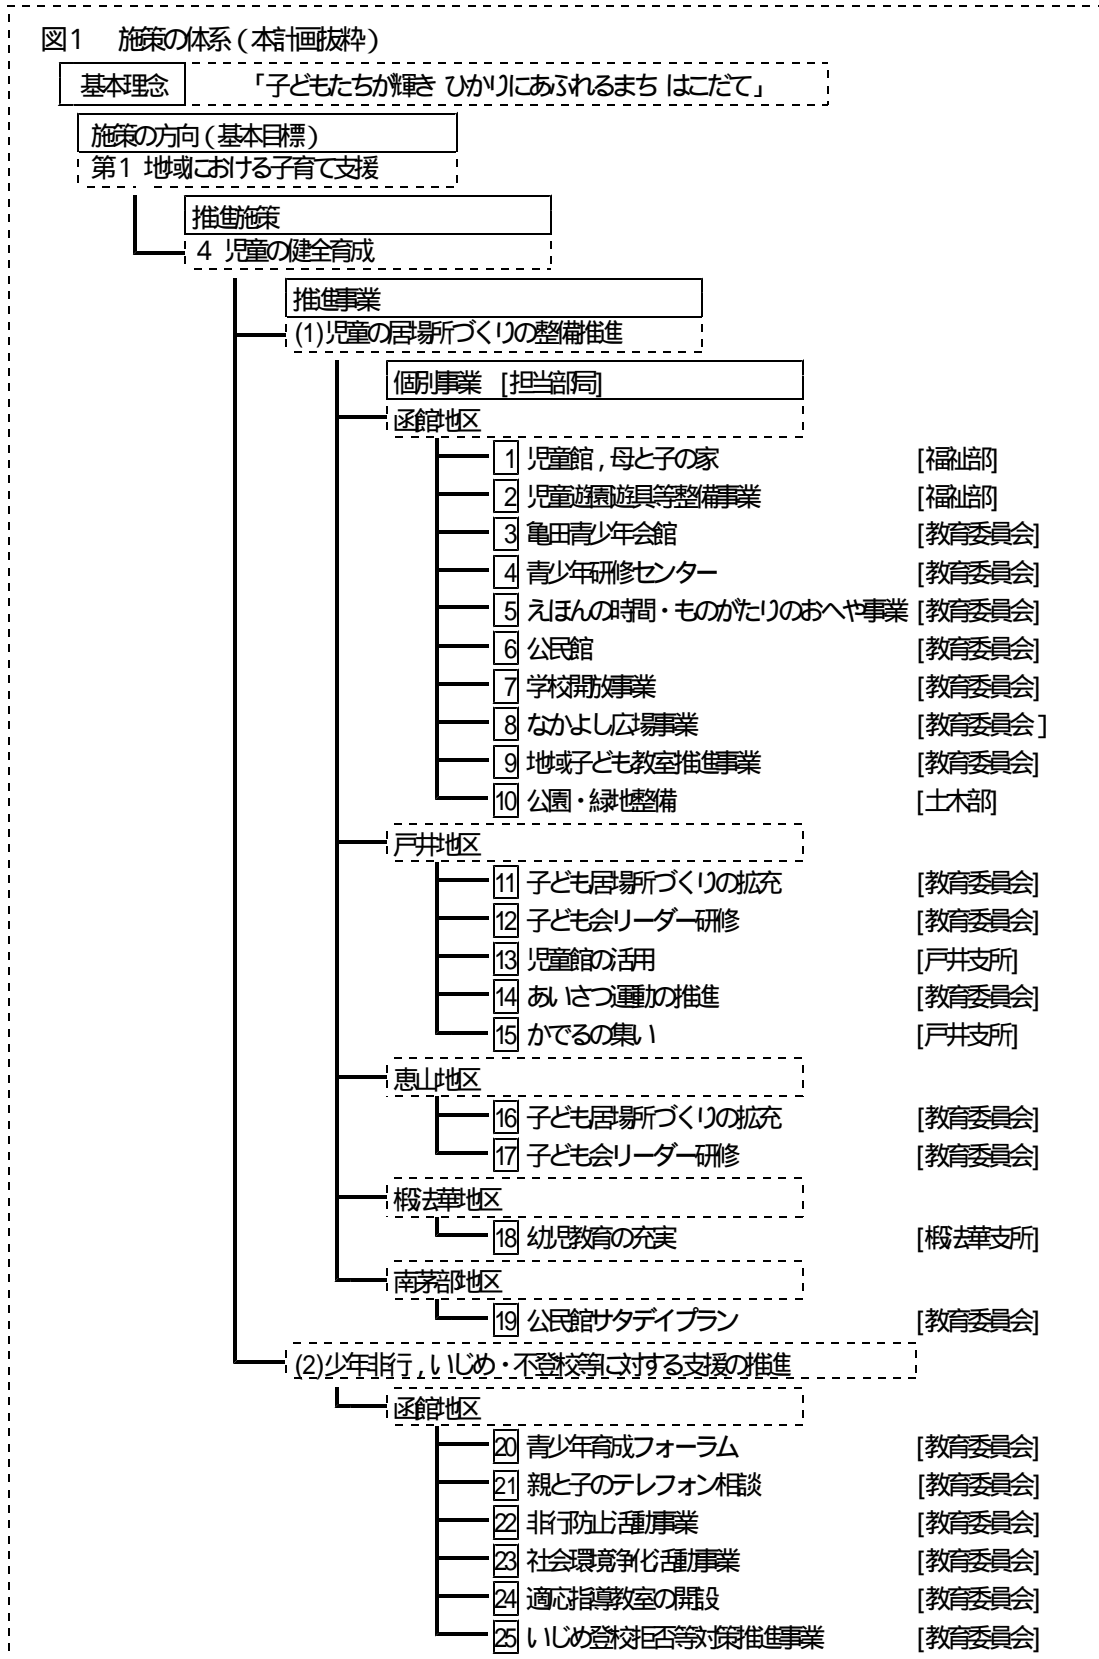 図1 施策の体系(本計画抜粋)
基本理念 「子どもたちが輝き ひかりにあふれるまち はこだて」
施策の方向(基本目標)
第1 地域における子育て支援
推進施策
4 児童の健全育成
推進事業
(1)児童の居場所づくりの整備推進
個別事業 [担当部局]
函館地区
1 児童館,母と子の家 [福祉部]
2 児童遊園遊具等整備事業 [福祉部]
3 亀田青少年会館 [教育委員会]
4 青少年研修センター [教育委員会]
5 えほんの時間・ものがたりのおへや事業 [教育委員会]
6 公民館 [教育委員会]
7 学校開放事業 [教育委員会]
8 なかよし広場事業 [教育委員会]
9 地域子ども教室推進事業 [教育委員会]
10 公園・緑地整備 [土木部]
戸井地区
11 子ども居場所づくりの拡充 [教育委員会]
12 子ども会リーダー研修 [教育委員会]
13 児童館の活用 [戸井支所]
14 あいさつ運動の推進 [教育委員会]
15 かでるの集い [戸井支所]
恵山地区
16 子ども居場所づくりの拡充 [教育委員会]
17 子ども会リーダー研修 [教育委員会]
椴法華地区
18 幼児教育の充実 [椴法華支所]
南茅部地区
19 公民館サタデイプラン [教育委員会]
(2)少年非行,いじめ・不登校等に対する支援の推進
函館地区
20 青少年育成フォーラム [教育委員会]
21 親と子のテレフォン相談 [教育委員会]
22 非行防止活動事業 [教育委員会]
23 社会環境浄化活動事業 [教育委員会]
24 適応指導教室の開設 [教育委員会]
25 いじめ登校拒否等対策推進事業 [教育委員会]